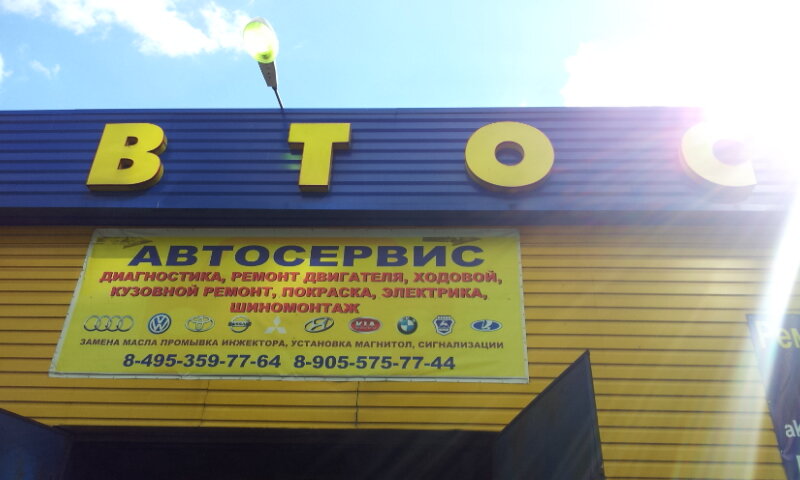 В Т О С
АВТОСЕРВИС
ДИАГНОСТИКА, РЕМОНТ ДВИГАТЕЛЯ, ХОДОВОЙ,
КУЗОВНОЙ РЕМОНТ, ПОКРАСКА, ЭЛЕКТРИКА,
ШИНОМОНТАЖ
ЗАМЕНА МАСЛА ПРОМЫВКА ИНЖЕКТОРА, УСТАНОВКА МАГНИТОЛ, СИГНАЛИЗАЦИИ
8-495-359-77-64 8-905-575-77-44